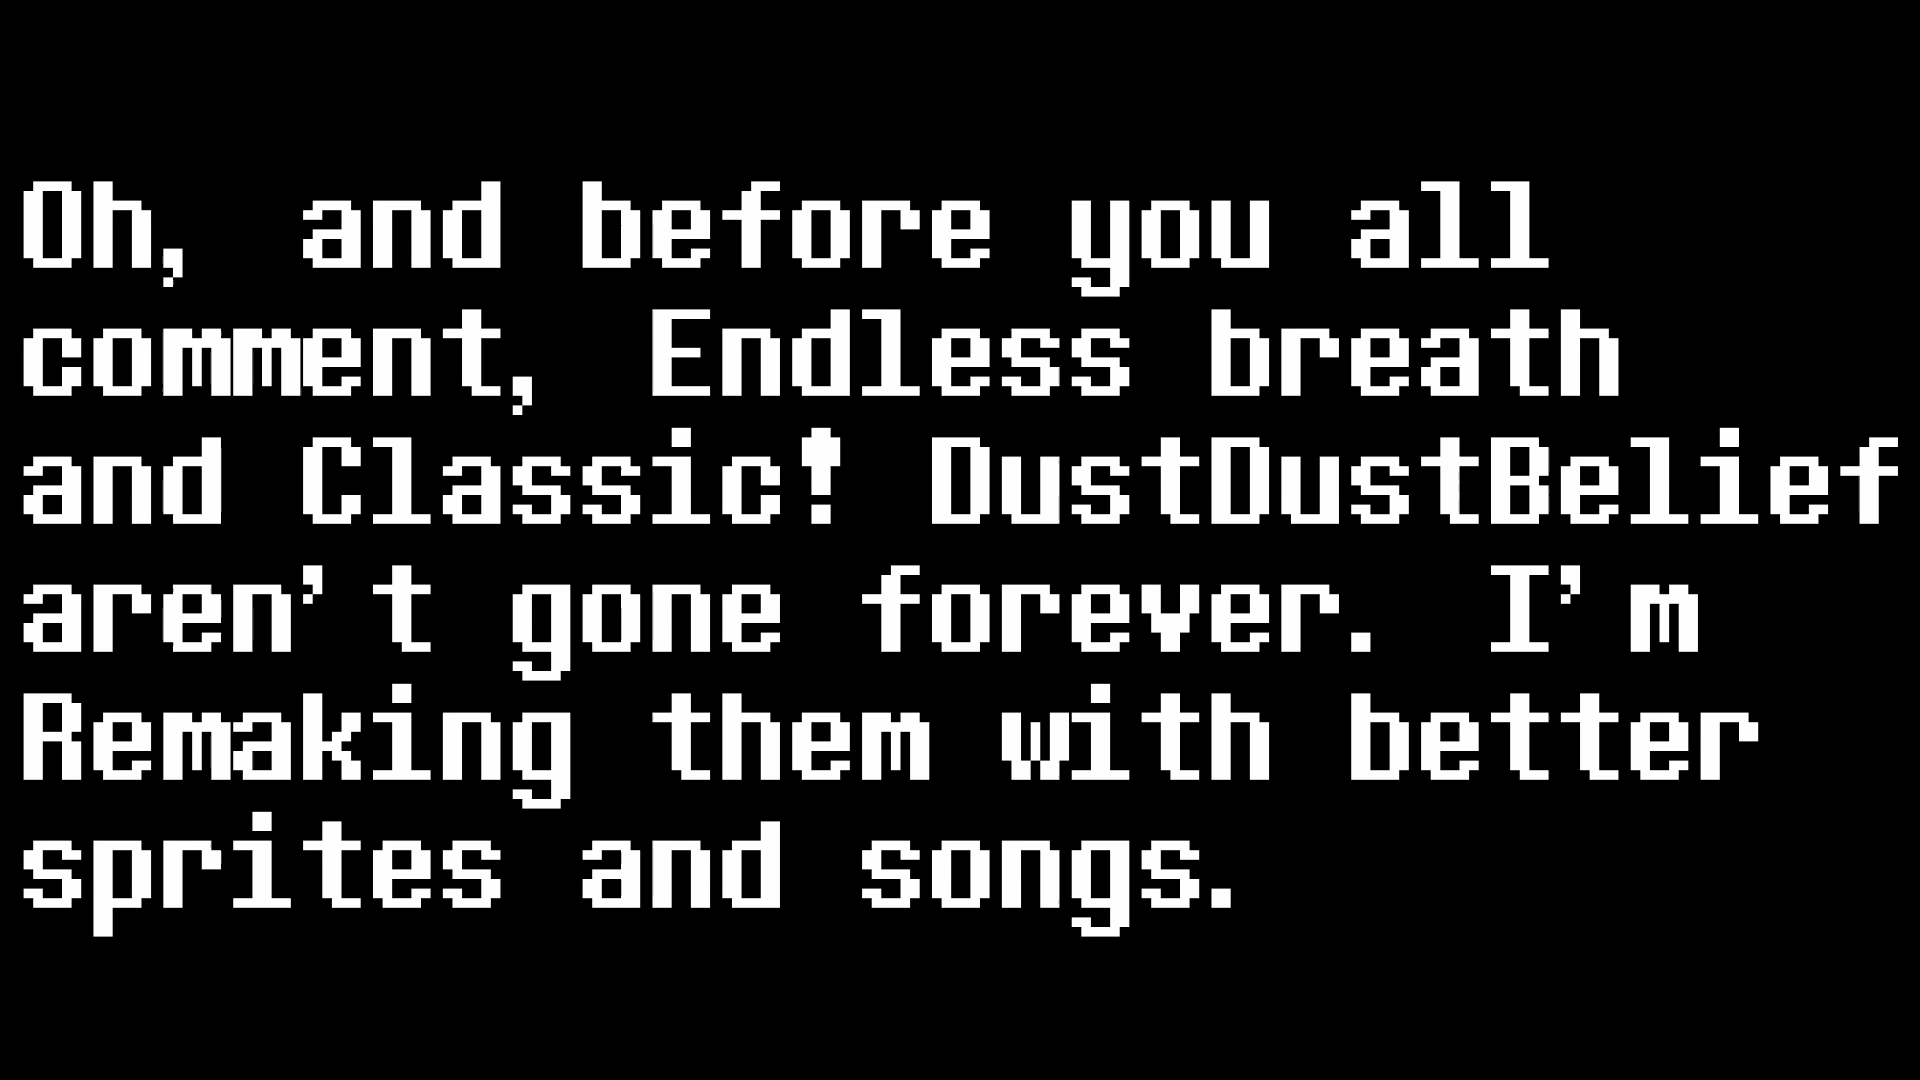 Oh, and before you all
comment, Endless breath
and Classic! DustDustBelief
aren't gone forever. I'm
Remaking them with better
sprites and songs.